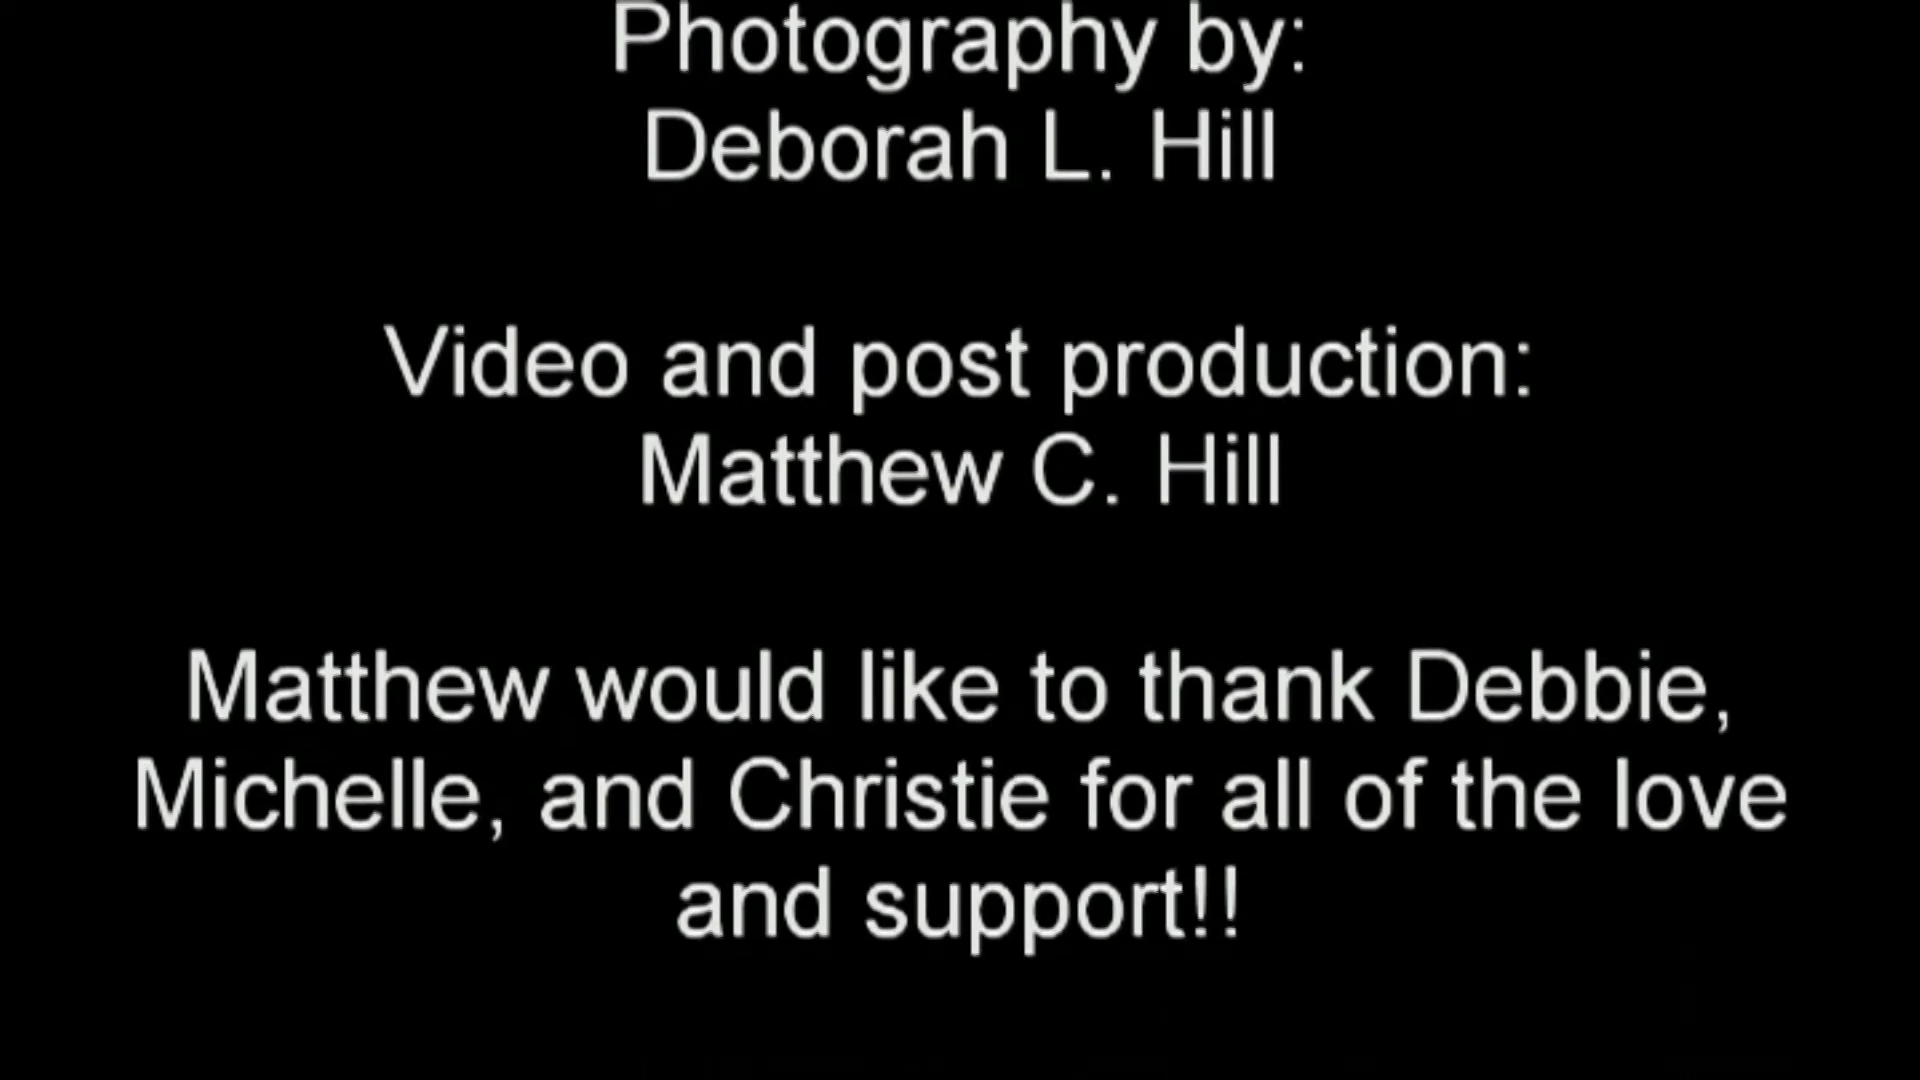 Photography by:
Deborah L. Hill
Video and post production:
Matthew C. Hill
Matthew would like to thank Debbie,
Michelle, and Christie for all of the love
and support!!